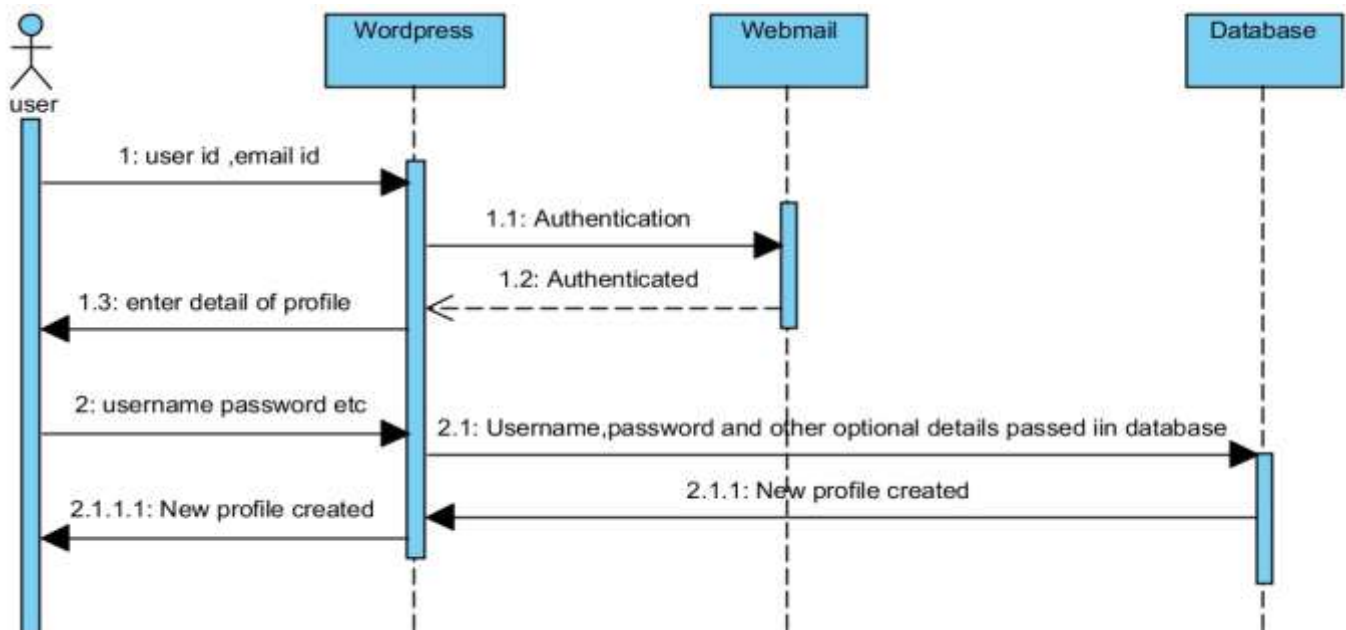 Wordpress
Webmail
Database
user
1: user id ,email id
1.1: Authentication
1.2: Authenticated
1.3: enter detail of profile
2: username password etc
2.1: Username,password and other optional details passed iin database
2.1.1: New profile created
2.1.1.1: New profile created